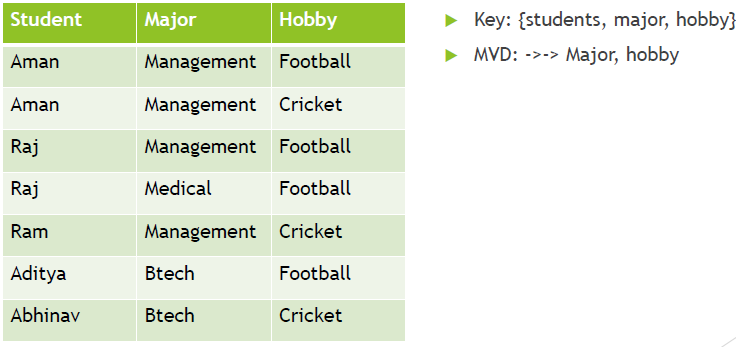 Student Major Hobby
Aman Management Football
Aman Management Cricket
Raj Management Football
Raj Medical Football
Ram Management Cricket
Aditya Btech Football
Abhinav Btech Cricket
Key: {students, major, hobby}
MVD: ->-> Major, hobby